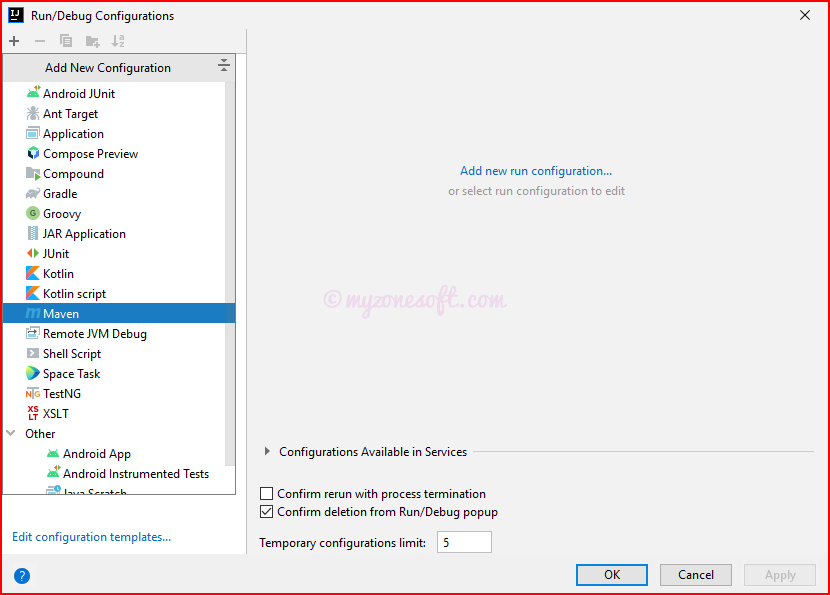 Run/Debug Configurations
Add New Configuration
Android JUnit
Ant Target
Application
Compose Preview
Compound
Gradle
G Groovy
JAR Application
JUnit
Kotlin
Kotlin script
m Maven
Remote JVM Debug
Shell Script
Space Task
NG TestNG
XS LT XSLT
Other
Android App
Android Instrumented Tests
Java Scratch
Edit configuration templates...
Add new run configuration...
or select run configuration to edit
© myzonesoft.com
Configurations Available in Services
Confirm rerun with process termination
Confirm deletion from Run/Debug popup
Temporary configurations limit: 5
? OK Cancel Apply